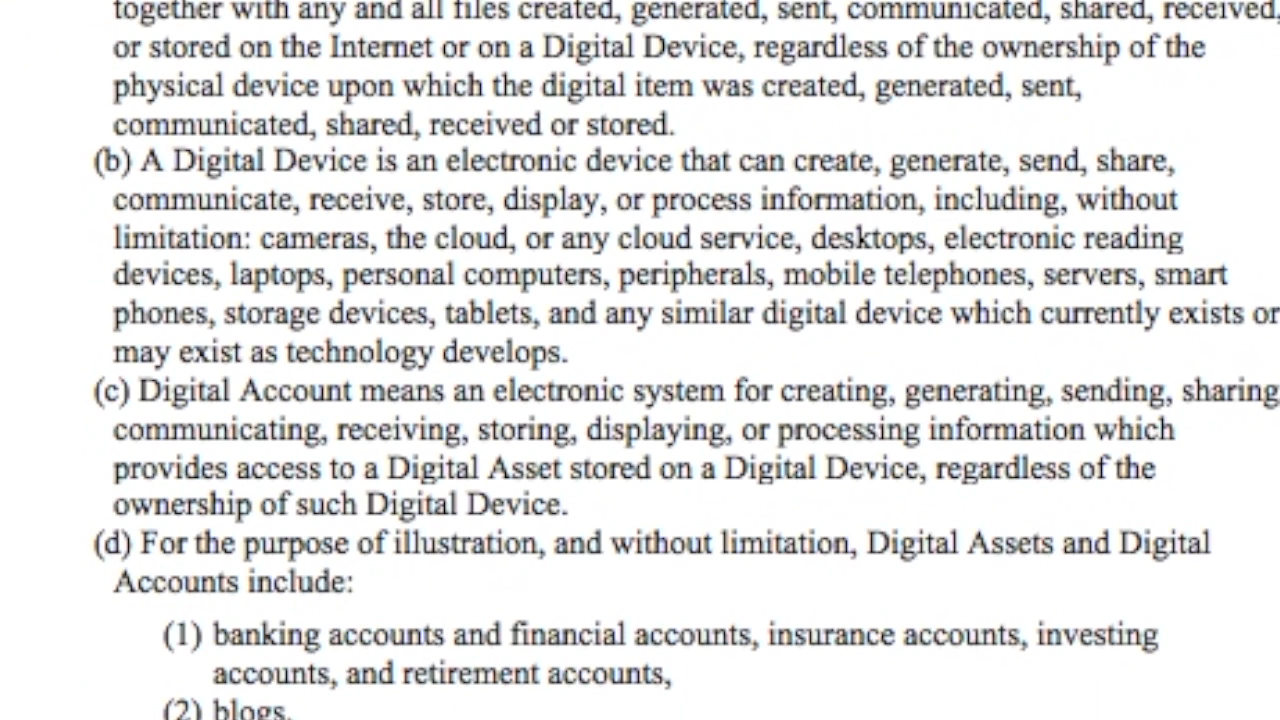 together with any and all files created, generated, sent, communicated, shared, received,
or stored on the Internet or on a Digital Device, regardless of the ownership of the
physical device upon which the digital item was created, generated, sent,
communicated, shared, received or stored.
(b) A Digital Device is an electronic device that can create, generate, send, share,
communicate, receive, store, display, or process information, including, without
limitation: cameras, the cloud, or any cloud service, desktops, electronic reading
devices, laptops, personal computers, peripherals, mobile telephones, servers, smart
phones, storage devices, tablets, and any similar digital device which currently exists or
may exist as technology develops.
(c) Digital Account means an electronic system for creating, generating, sending, sharing,
communicating, receiving, storing, displaying, or processing information which
provides access to a Digital Asset stored on a Digital Device, regardless of the
ownership of such Digital Device.
(d) For the purpose of illustration, and without limitation, Digital Assets and Digital
Accounts include:
(1) banking accounts and financial accounts, insurance accounts, investing
accounts, and retirement accounts,
(2) blogs,